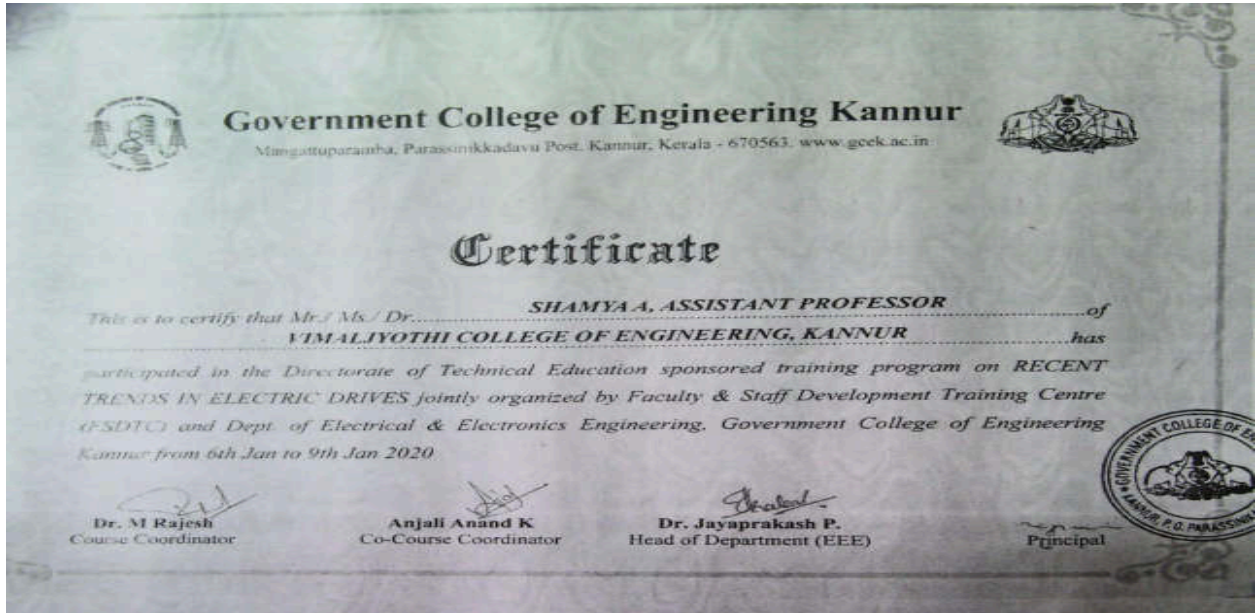 Government College of Engineering Kannur
Mangattuparamba, Parassinikkadavu Post, Kannur, Kerala - 670563. www.gcek.ac.in
Certificate
This is to certify that Mr./ Ms./ Dr. SHAMYA A, ASSISTANT PROFESSOR of
VIMALJYOTHI COLLEGE OF ENGINEERING, KANNUR has
participated in the Directorate of Technical Education sponsored training program on RECENT
TRENDS IN ELECTRIC DRIVES jointly organized by Faculty & Staff Development Training Centre
(FSDTC) and Dept. of Electrical & Electronics Engineering, Government College of Engineering
Kannur from 6th Jan to 9th Jan 2020
Dr. M Rajesh
Course Coordinator
Anjali Anand K
Co-Course Coordinator
Dr. Jayaprakash P.
Head of Department (EEE)
Principal
GOVERNMENT COLLEGE OF
KANNUR, P.O. PARASSINI